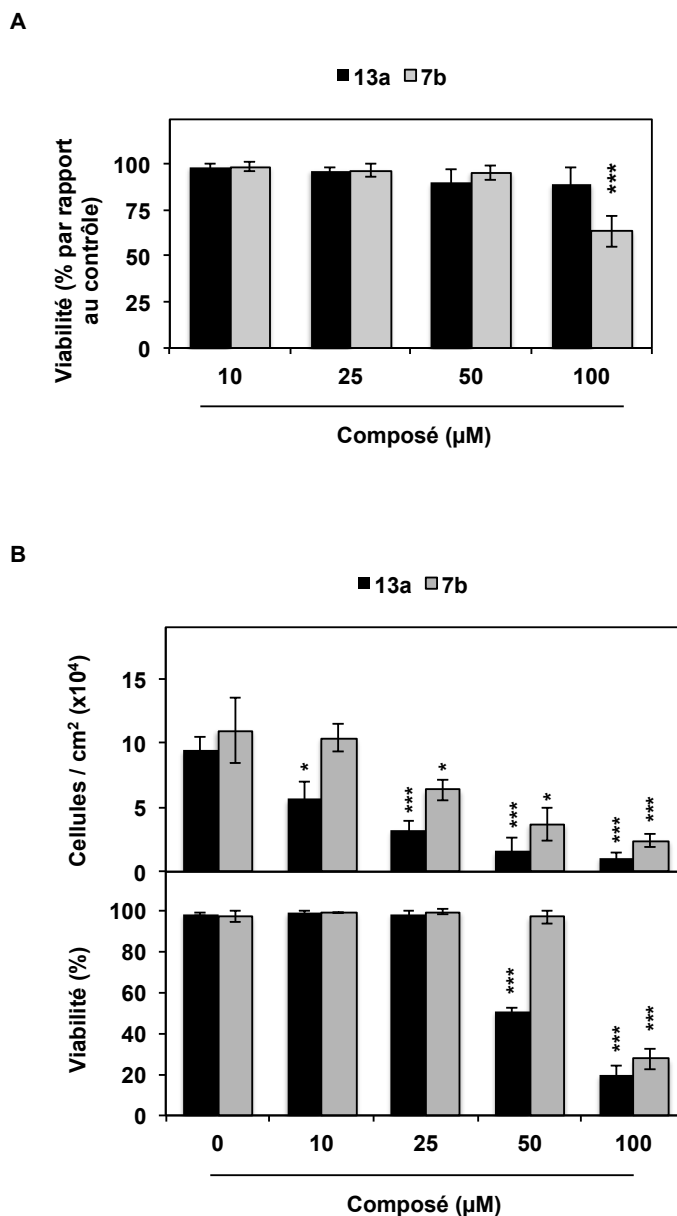 A
13a 7b
Viabilité (% par rapport
au contrôle)
100
75
50
25
0
***
10 25 50 100
Composé (µM)
B
13a 7b
Cellules / cm² (x10⁴)
15
10
5
0
* *** * *** * *** ***
Viabilité (%)
100
80
60
40
20
0
*** *** ***
0 10 25 50 100
Composé (µM)